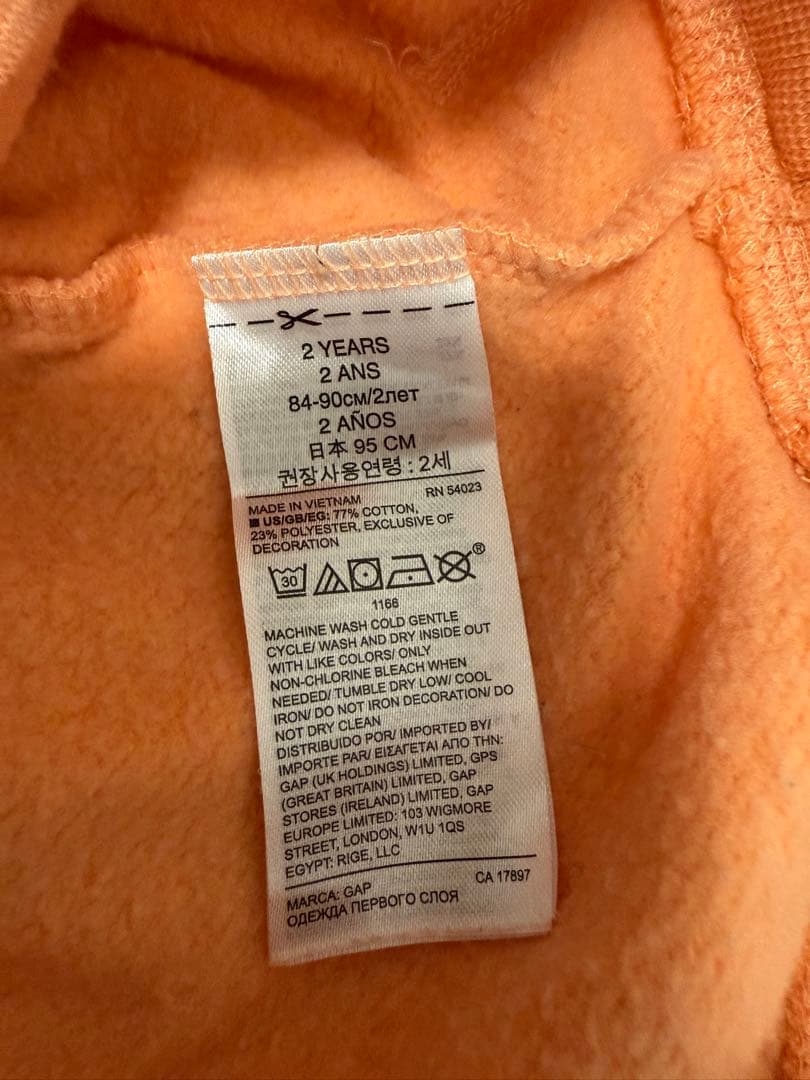 2 YEARS
2 ANS
84-90см/2лет
2 AÑOS
日本 95 CM
권장사용연령 : 2세
MADE IN VIETNAM RN 54023
US/GB/EG: 77% COTTON,
23% POLYESTER, EXCLUSIVE OF
DECORATION
30 ®
1166
MACHINE WASH COLD GENTLE
CYCLE/ WASH AND DRY INSIDE OUT
WITH LIKE COLORS/ ONLY
NON-CHLORINE BLEACH WHEN
NEEDED/ TUMBLE DRY LOW/ COOL
IRON/ DO NOT IRON DECORATION/ DO
NOT DRY CLEAN
DISTRIBUIDO POR/ IMPORTED BY/
IMPORTE PAR/ ΕΙΣΑΓΕΤΑΙ ΑΠΟ ΤΗΝ:
GAP (UK HOLDINGS) LIMITED, GPS
(GREAT BRITAIN) LIMITED, GAP
STORES (IRELAND) LIMITED, GAP
EUROPE LIMITED: 103 WIGMORE
STREET, LONDON, W1U 1QS
EGYPT: RIGE, LLC
MARCA: GAP CA 17897
ОДЕЖДА ПЕРВОГО СЛОЯ